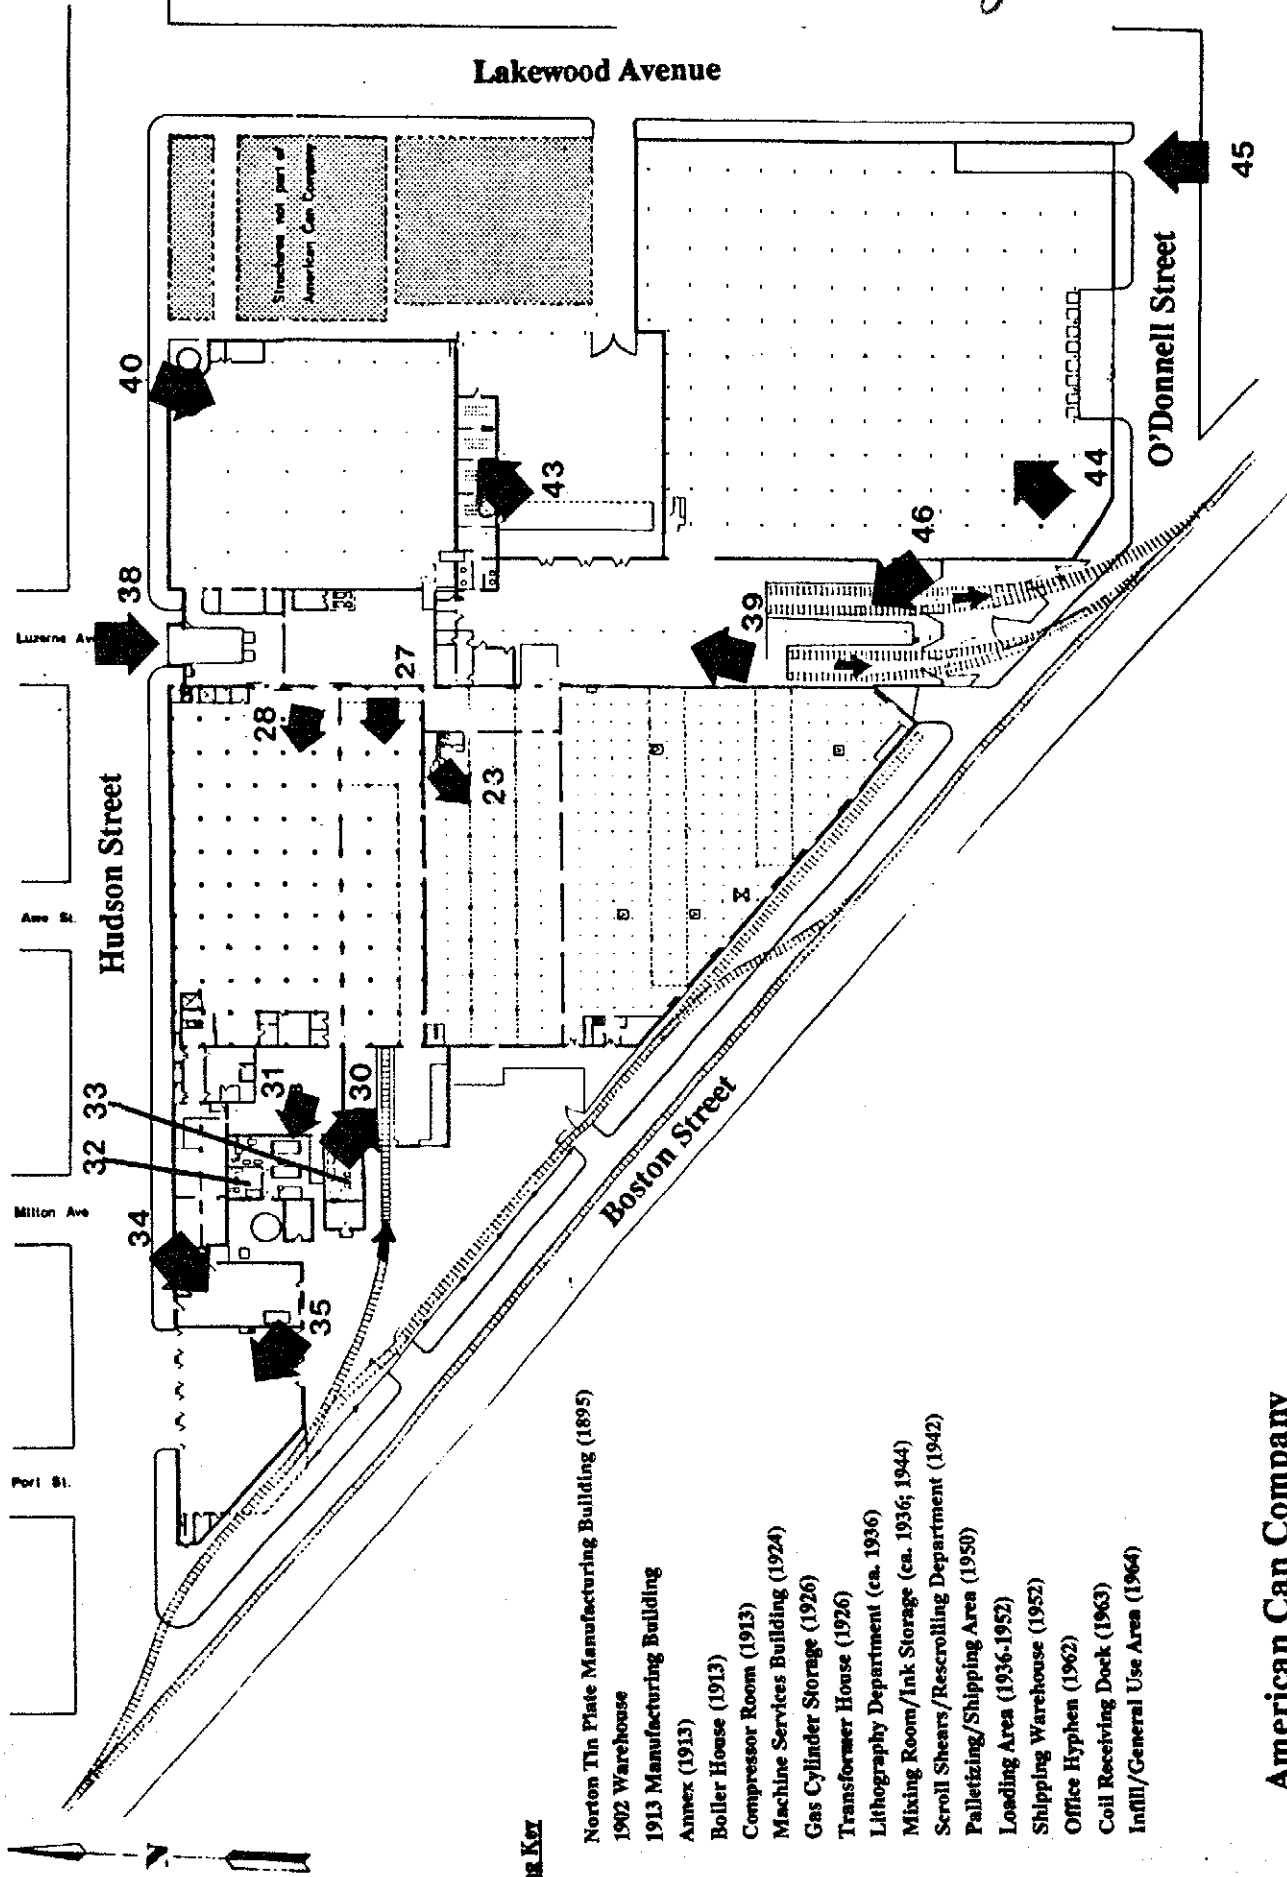 Lakewood Avenue
Structures not part of
American Can Company
40
45
38
Luzerne Av
43
O'Donnell Street
44
46
39
27
28
23
Hudson Street
33
31
30
32
34
Milton Ave
35
Boston Street
Port St.
N
ng Key
Norton Tin Plate Manufacturing Building (1895)
1902 Warehouse
1913 Manufacturing Building
Annex (1913)
Boiler House (1913)
Compressor Room (1913)
Machine Services Building (1924)
Gas Cylinder Storage (1926)
Transformer House (1926)
Lithography Department (ca. 1936)
Mixing Room/Ink Storage (ca. 1936; 1944)
Scroll Shears/Rescrolling Department (1942)
Palletizing/Shipping Area (1950)
Loading Area (1936-1952)
Shipping Warehouse (1952)
Office Hyphen (1962)
Coil Receiving Dock (1963)
Infill/General Use Area (1964)
American Can Company